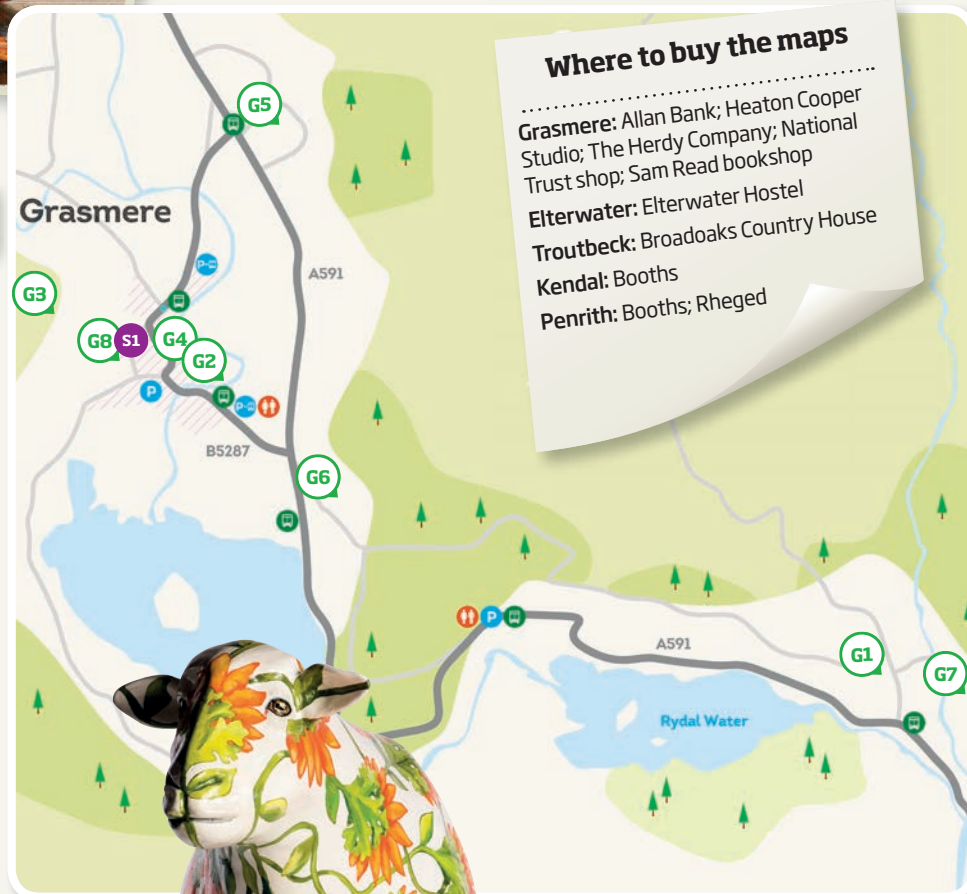 Where to buy the maps
Grasmere: Allan Bank; Heaton Cooper
Studio; The Herdy Company; National
Trust shop; Sam Read bookshop
Elterwater: Elterwater Hostel
Troutbeck: Broadoaks Country House
Kendal: Booths
Penrith: Booths; Rheged
G5
Grasmere
A591
G3
G8
S1
G4
G2
P
B5287
G6
P
A591
G1
G7
Rydal Water